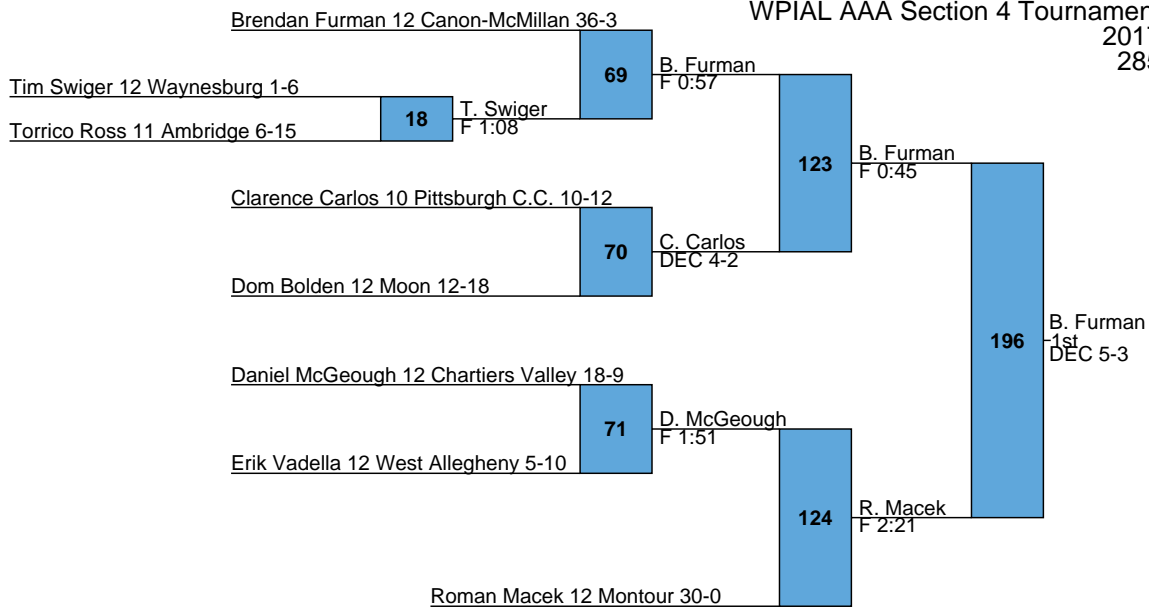 WPIAL AAA Section 4 Tournamen
2017
285
Brendan Furman 12 Canon-McMillan 36-3
69
B. Furman
F 0:57
Tim Swiger 12 Waynesburg 1-6
18
T. Swiger
F 1:08
Torrico Ross 11 Ambridge 6-15
123
B. Furman
F 0:45
Clarence Carlos 10 Pittsburgh C.C. 10-12
70
C. Carlos
DEC 4-2
Dom Bolden 12 Moon 12-18
196
B. Furman
1st
DEC 5-3
Daniel McGeough 12 Chartiers Valley 18-9
71
D. McGeough
F 1:51
Erik Vadella 12 West Allegheny 5-10
124
R. Macek
F 2:21
Roman Macek 12 Montour 30-0